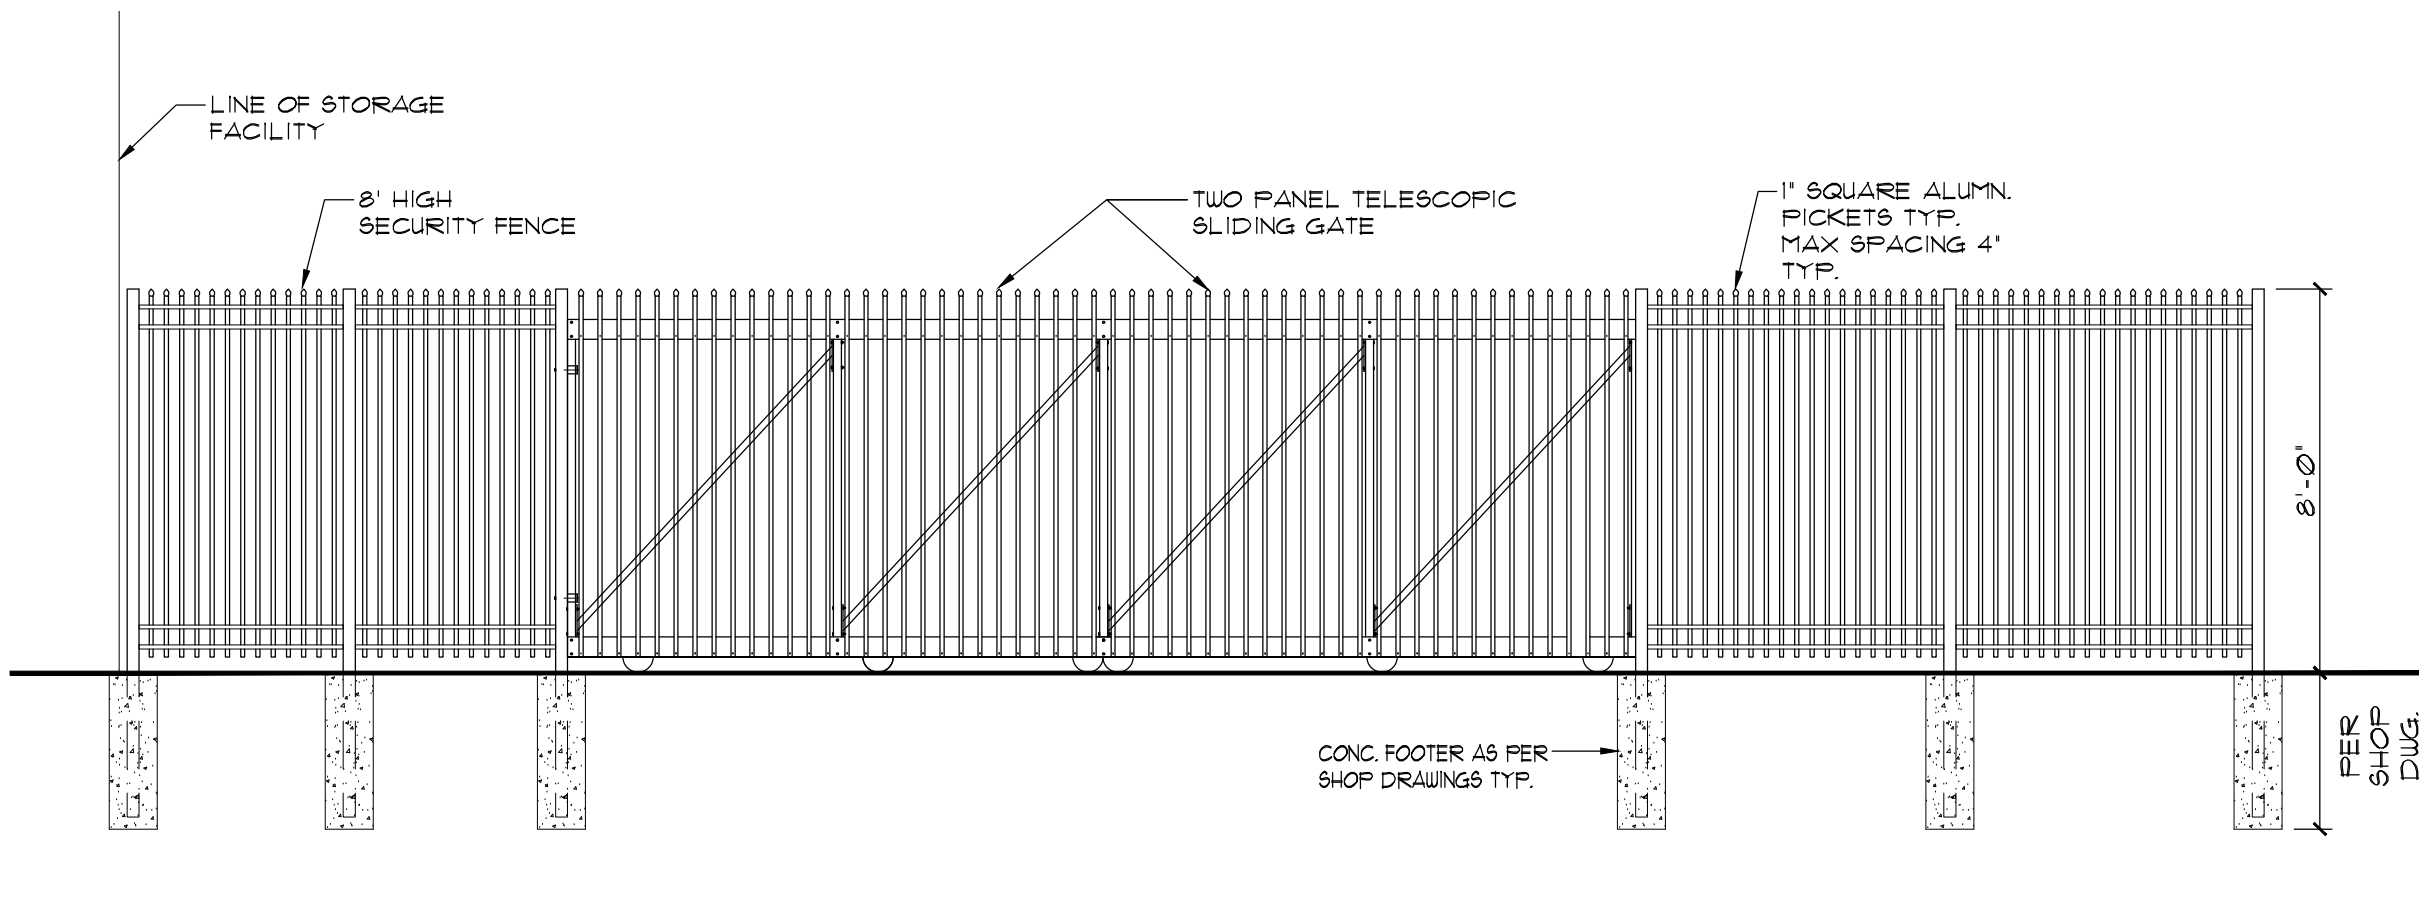 LINE OF STORAGE
FACILITY
8' HIGH
SECURITY FENCE
TWO PANEL TELESCOPIC
SLIDING GATE
1" SQUARE ALUMN.
PICKETS TYP.
MAX SPACING 4"
TYP.
8'-0"
CONC. FOOTER AS PER
SHOP DRAWINGS TYP.
PER
SHOP
DWG.